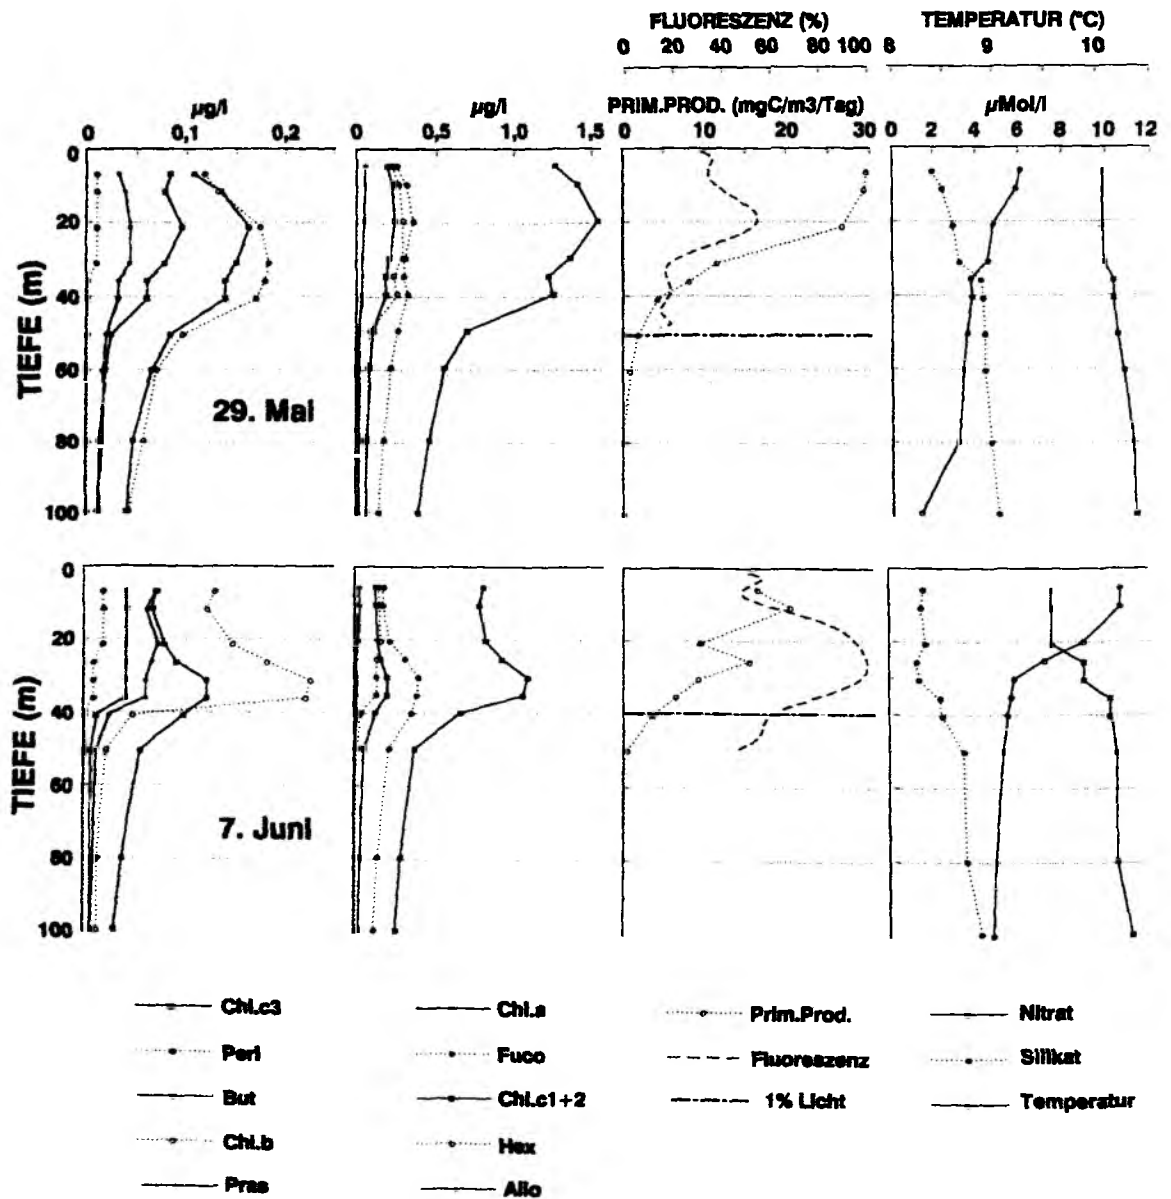 FLUORESZENZ (%) TEMPERATUR (°C)
0 20 40 60 80 100 8 9 10
µg/l µg/l PRIM.PROD. (mgC/m3/Tag) µMol/l
0 0,1 0,2 0 0,5 1,0 1,5 0 10 20 30 0 2 4 6 8 10 12
0
20
40
60
80
100
TIEFE (m)
29. Mai
0
20
40
60
80
100
TIEFE (m)
7. Juni
Chl.c3 Chl.a Prim.Prod. Nitrat
Peri Fuco Fluoreszenz Silikat
But Chl.c1+2 1% Licht Temperatur
Chl.b Hex
Pras Allo